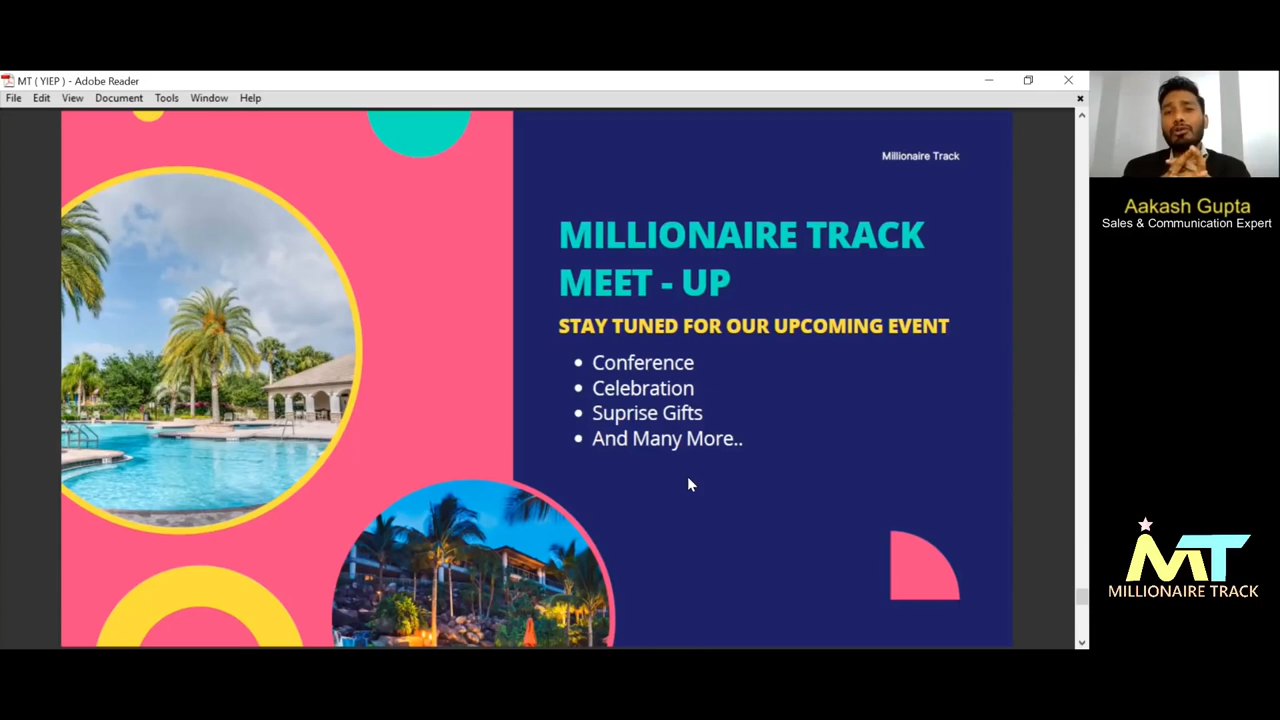 MT ( YIEP ) - Adobe Reader
File Edit View Document Tools Window Help
Millionaire Track
MILLIONAIRE TRACK
MEET - UP
STAY TUNED FOR OUR UPCOMING EVENT
• Conference
• Celebration
• Suprise Gifts
• And Many More..
Aakash Gupta
Sales & Communication Expert
MT
MILLIONAIRE TRACK